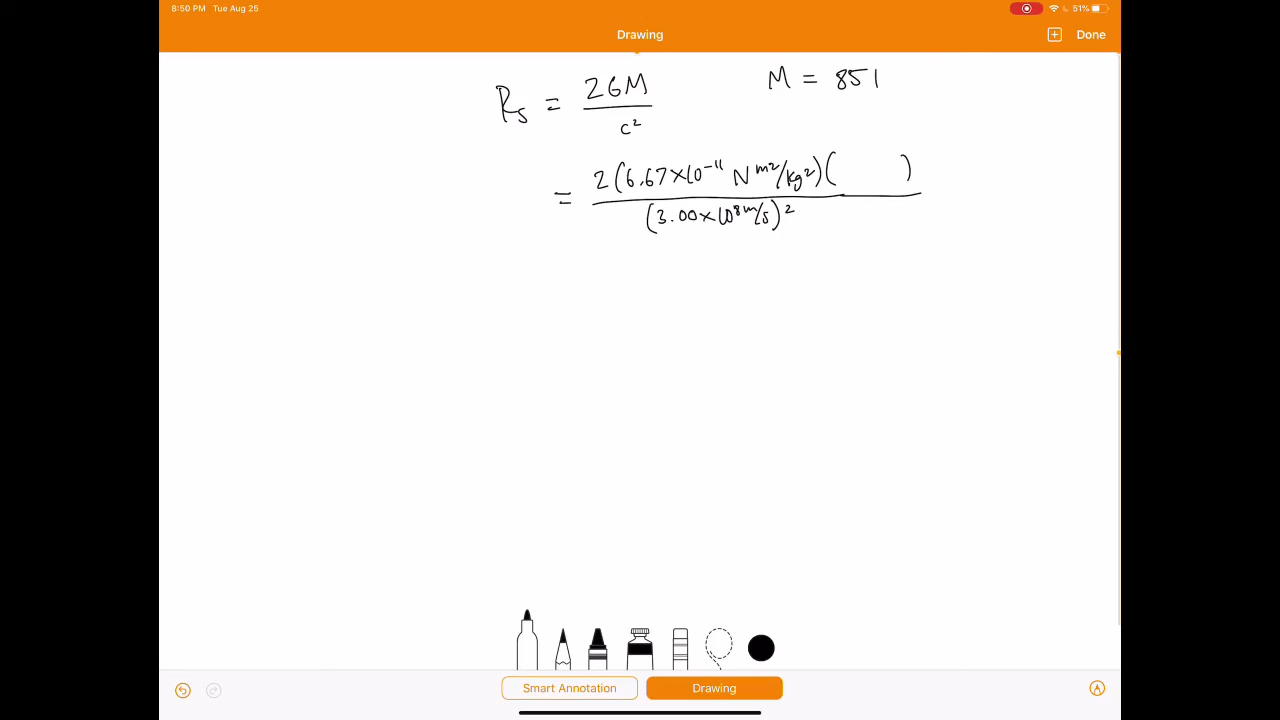 8:50 PM Tue Aug 25
51%
Drawing
Done
Rs = 2GM / c²
M = 851
= 2(6.67×10⁻¹¹ N m²/kg²)( ) / (3.00×10⁸ m/s)²
Smart Annotation
Drawing